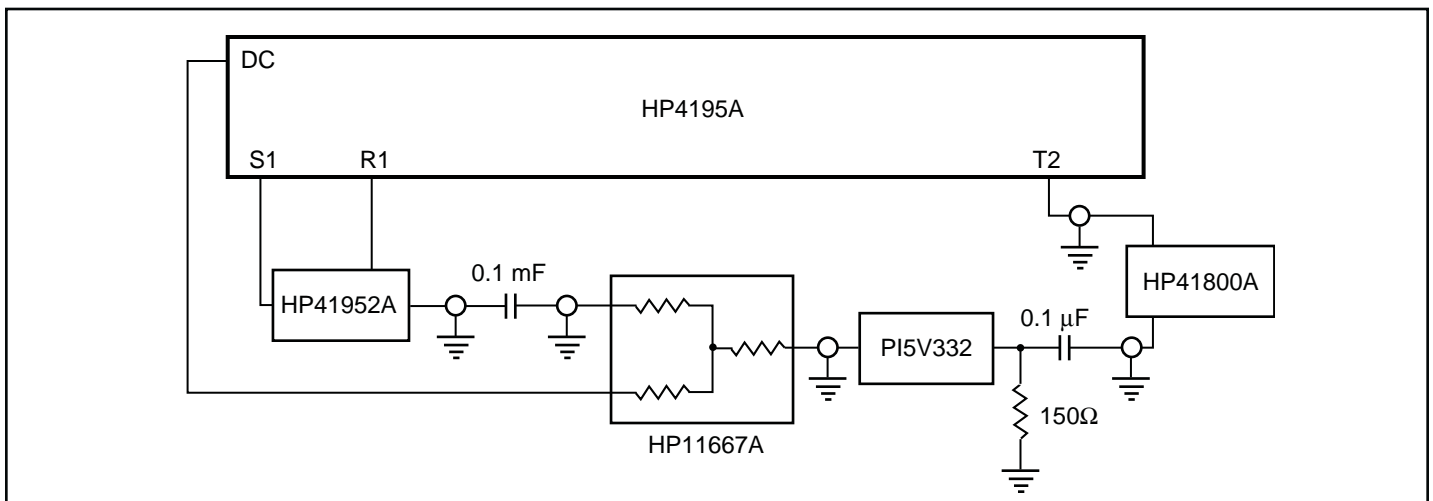 DC
HP4195A
S1 R1 T2
0.1 mF
HP41952A
HP41800A
0.1 μF
PI5V332
150Ω
HP11667A